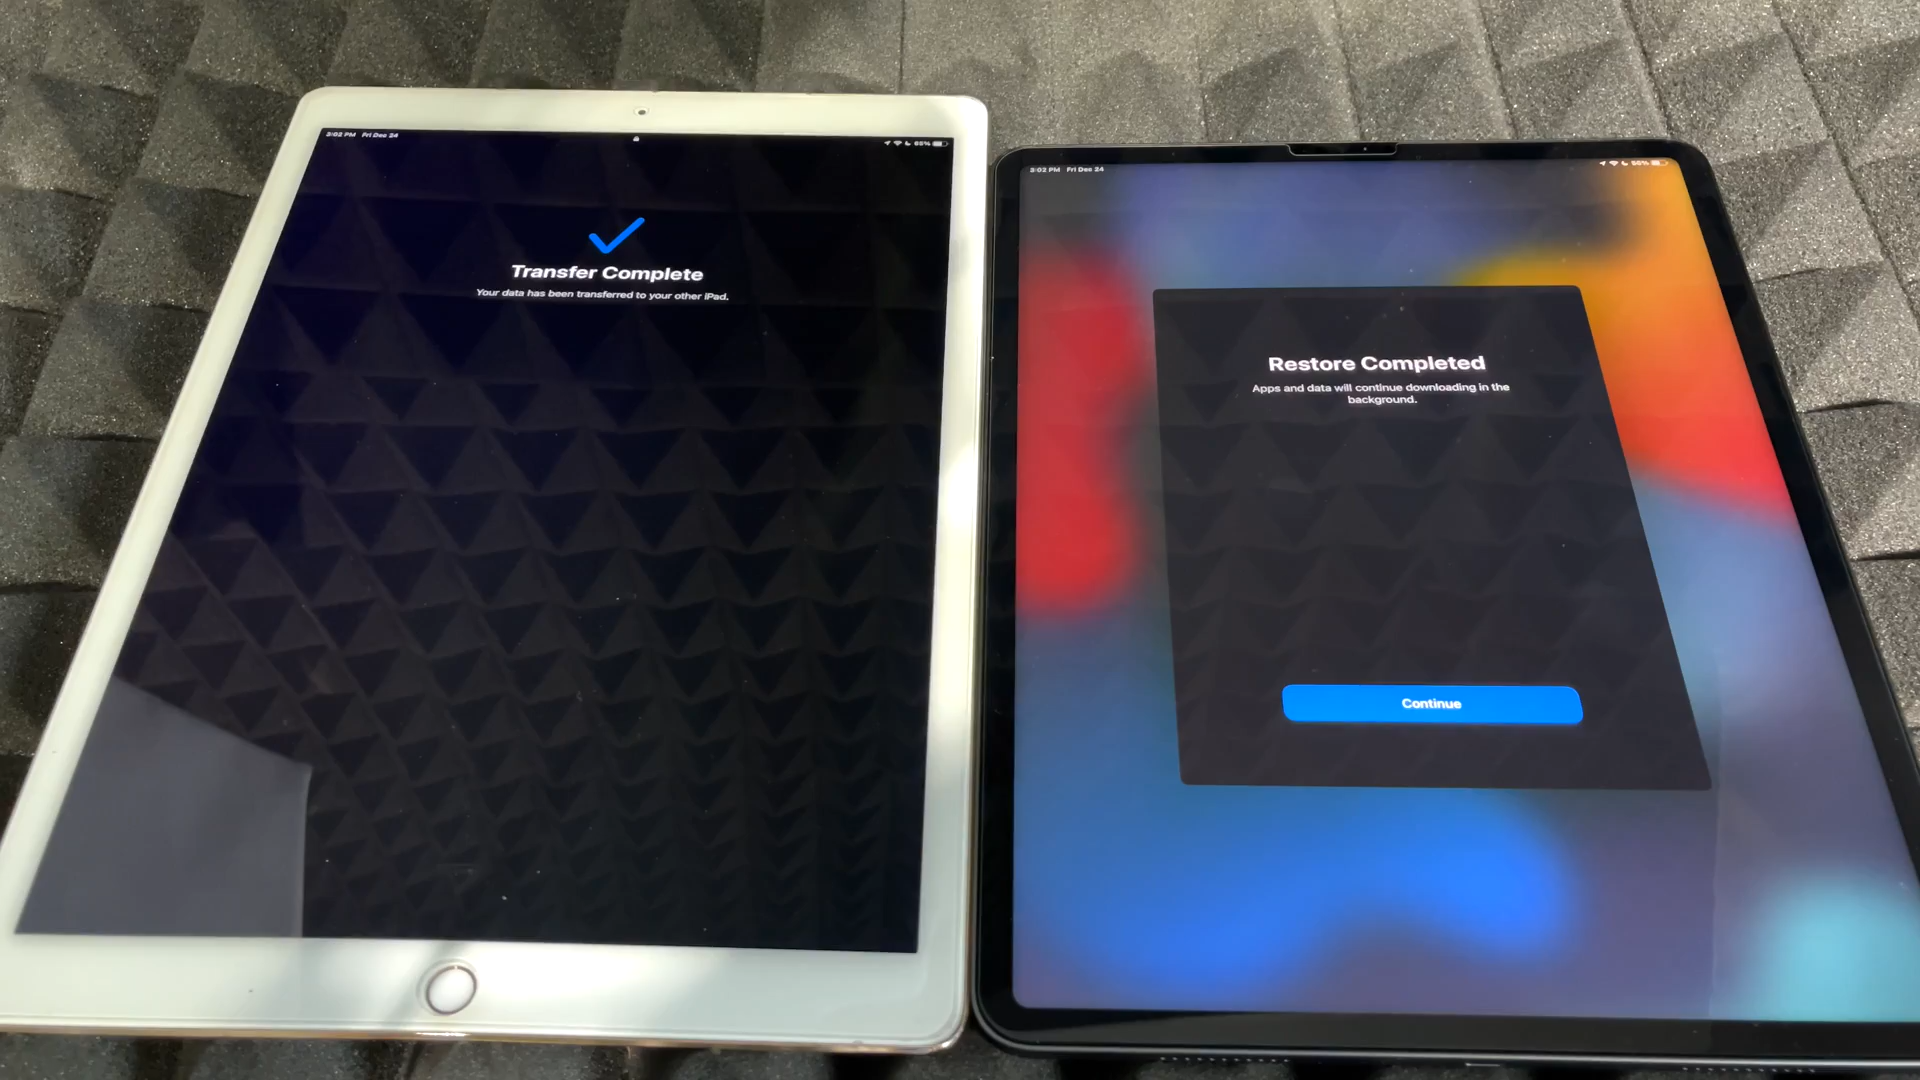 3:02 PM Fri Dec 24
65%
Transfer Complete
Your data has been transferred to your other iPad.
3:02 PM Fri Dec 24
Restore Completed
Apps and data will continue downloading in the
background.
Continue